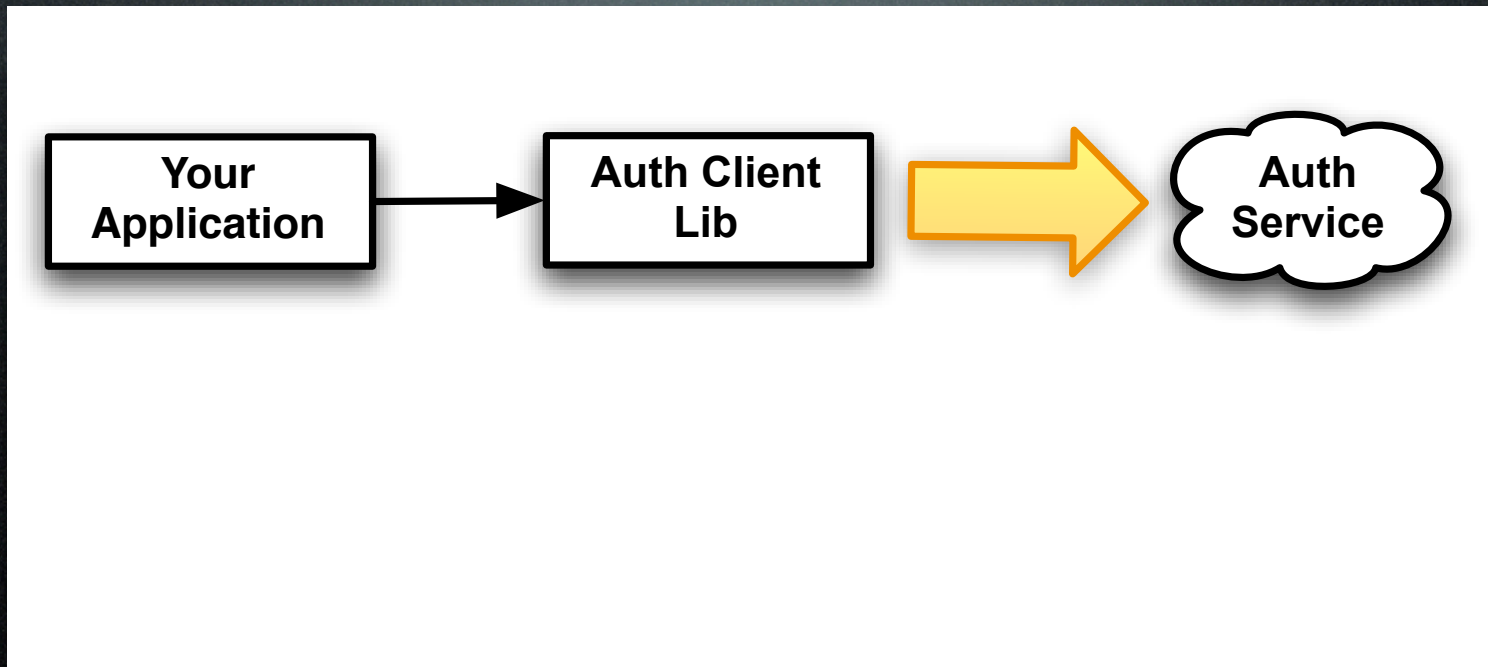 Your
Application
Auth Client
Lib
Auth
Service